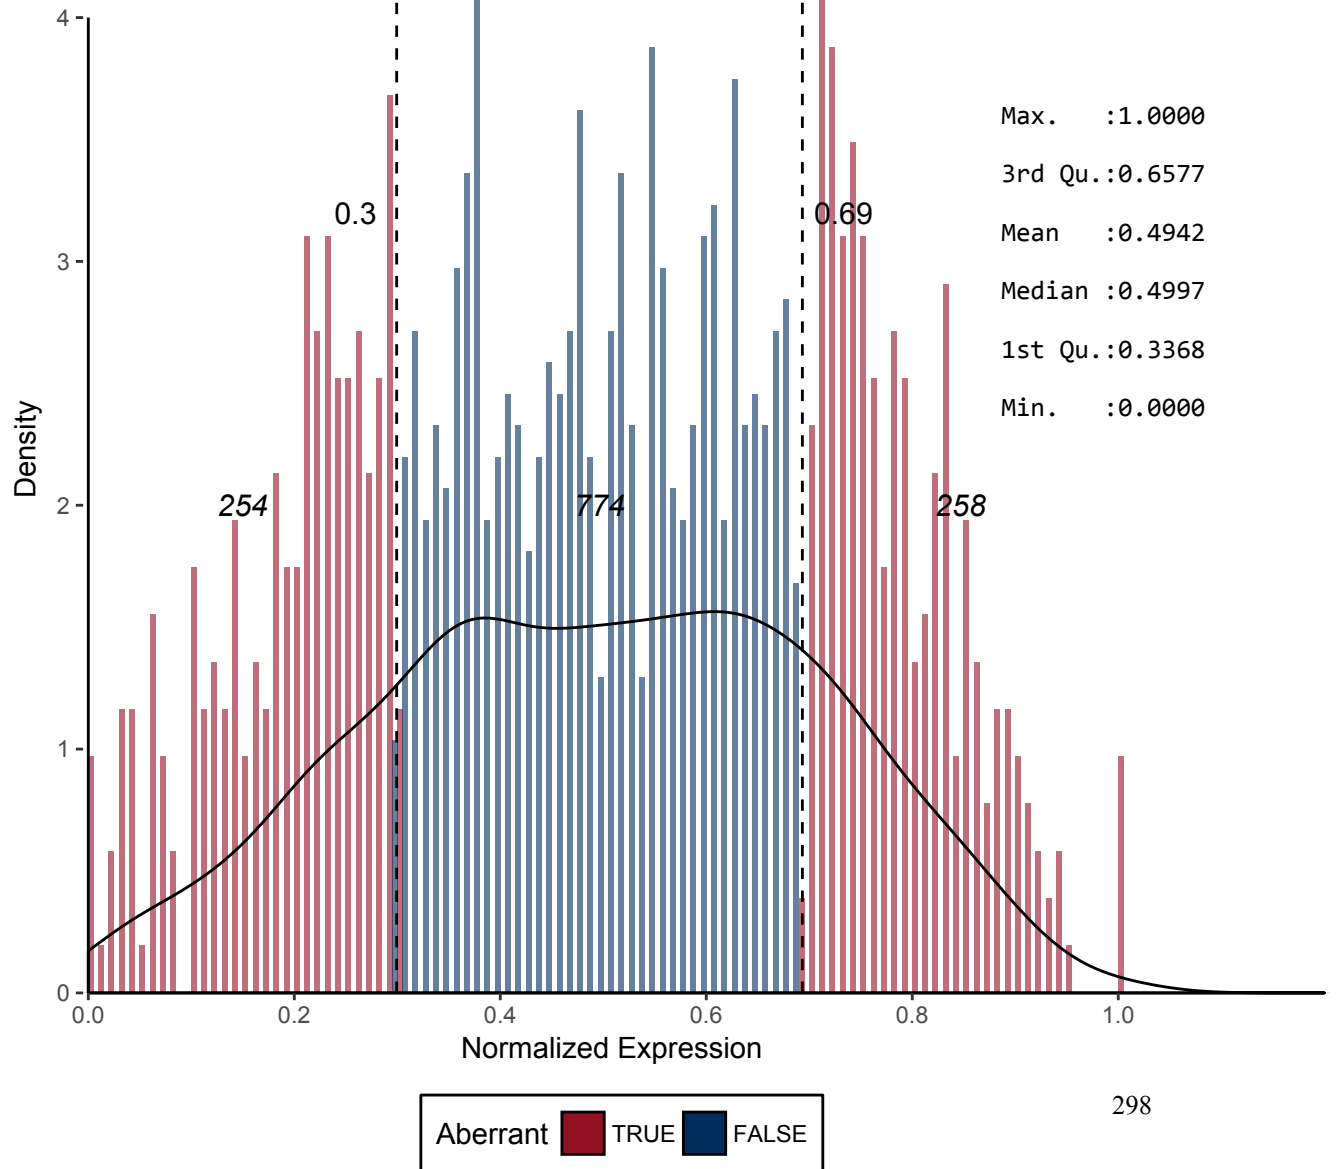 4
3
2
1
0
Density
0.3
0.69
254
774
258
Max. :1.0000
3rd Qu.:0.6577
Mean :0.4942
Median :0.4997
1st Qu.:0.3368
Min. :0.0000
0.0 0.2 0.4 0.6 0.8 1.0
Normalized Expression
298
Aberrant TRUE FALSE